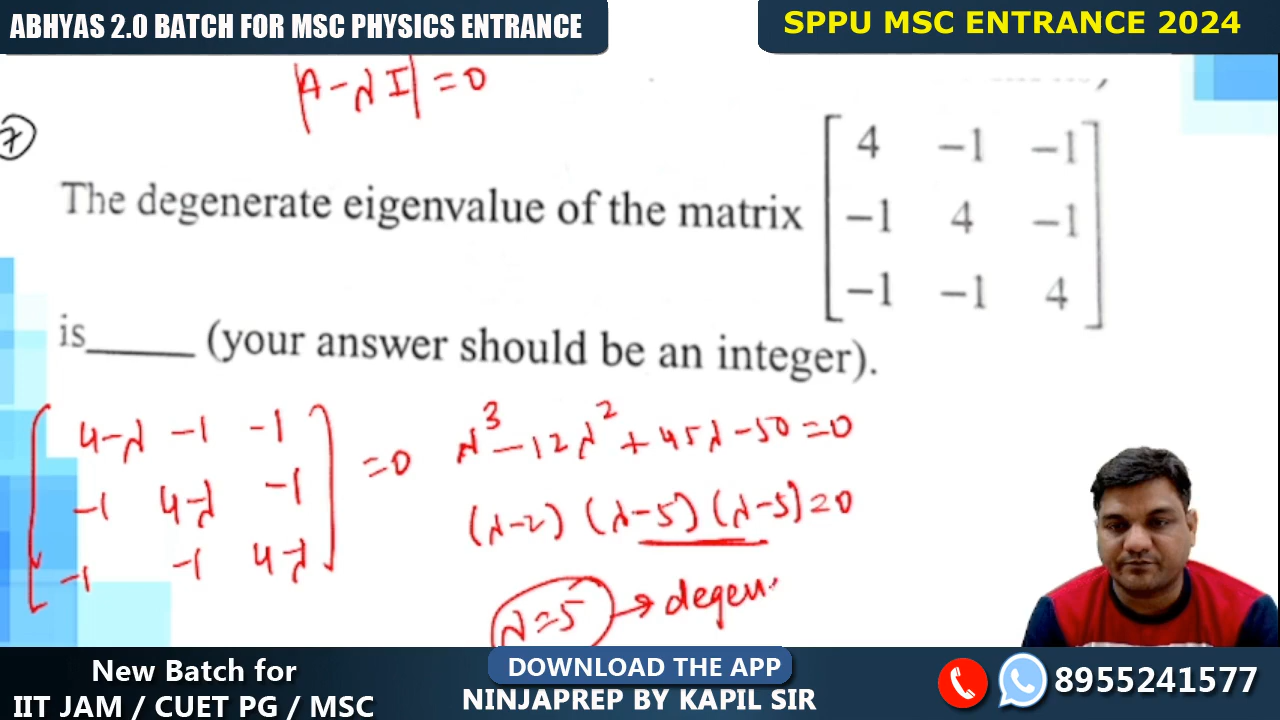 ABHYAS 2.0 BATCH FOR MSC PHYSICS ENTRANCE
SPPU MSC ENTRANCE 2024
|A-λI|=0
7
The degenerate eigenvalue of the matrix
4 -1 -1
-1 4 -1
-1 -1 4
is_____ (your answer should be an integer).
4-λ -1 -1
-1 4-λ -1
-1 -1 4-λ
=0
λ³-12λ²+45λ-50=0
(λ-2) (λ-5) (λ-5)=0
λ=5 → degen.
New Batch for
IIT JAM / CUET PG / MSC
DOWNLOAD THE APP
NINJAPREP BY KAPIL SIR
8955241577